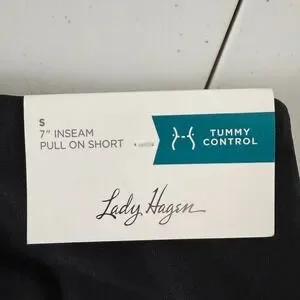 S
7" INSEAM
PULL ON SHORT
TUMMY
CONTROL
Lady Hagen